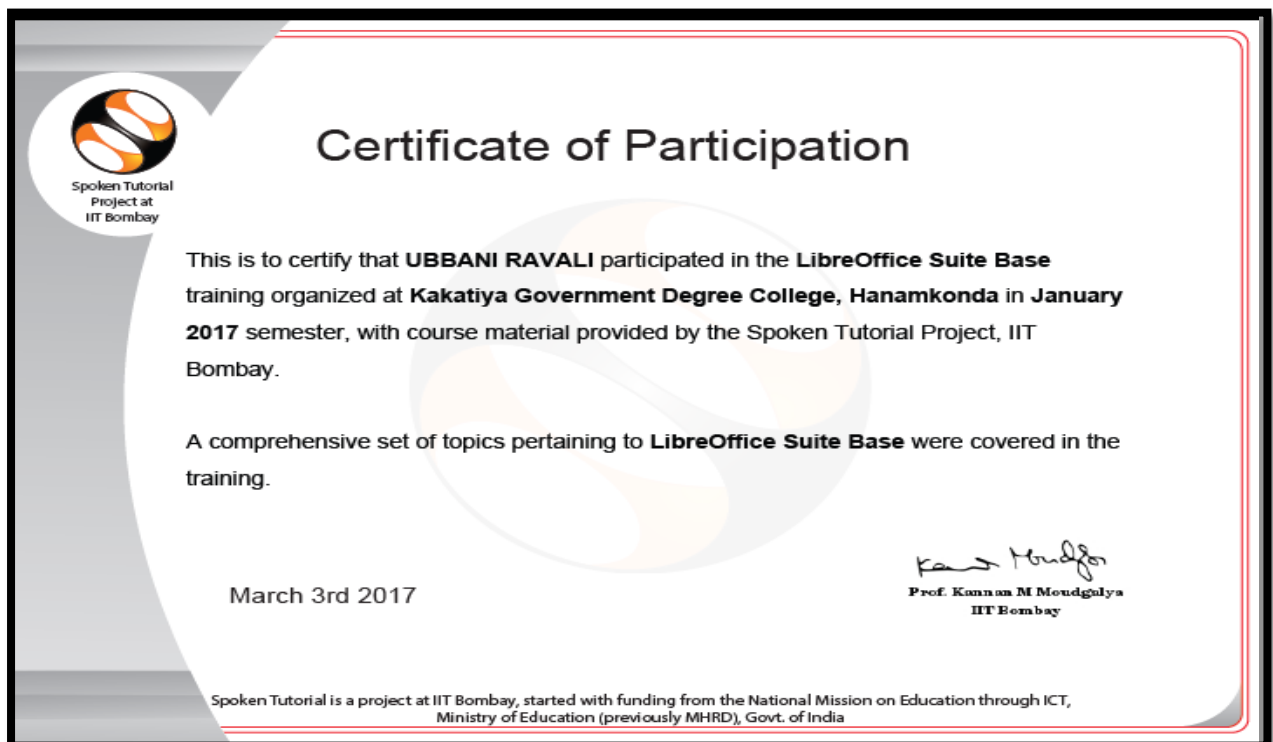 Spoken Tutorial
Project at
IIT Bombay
Certificate of Participation
This is to certify that UBBANI RAVALI participated in the LibreOffice Suite Base
training organized at Kakatiya Government Degree College, Hanamkonda in January
2017 semester, with course material provided by the Spoken Tutorial Project, IIT
Bombay.
A comprehensive set of topics pertaining to LibreOffice Suite Base were covered in the
training.
March 3rd 2017
Prof. Kannan M Moudgalya
IIT Bombay
Spoken Tutorial is a project at IIT Bombay, started with funding from the National Mission on Education through ICT,
Ministry of Education (previously MHRD), Govt. of India